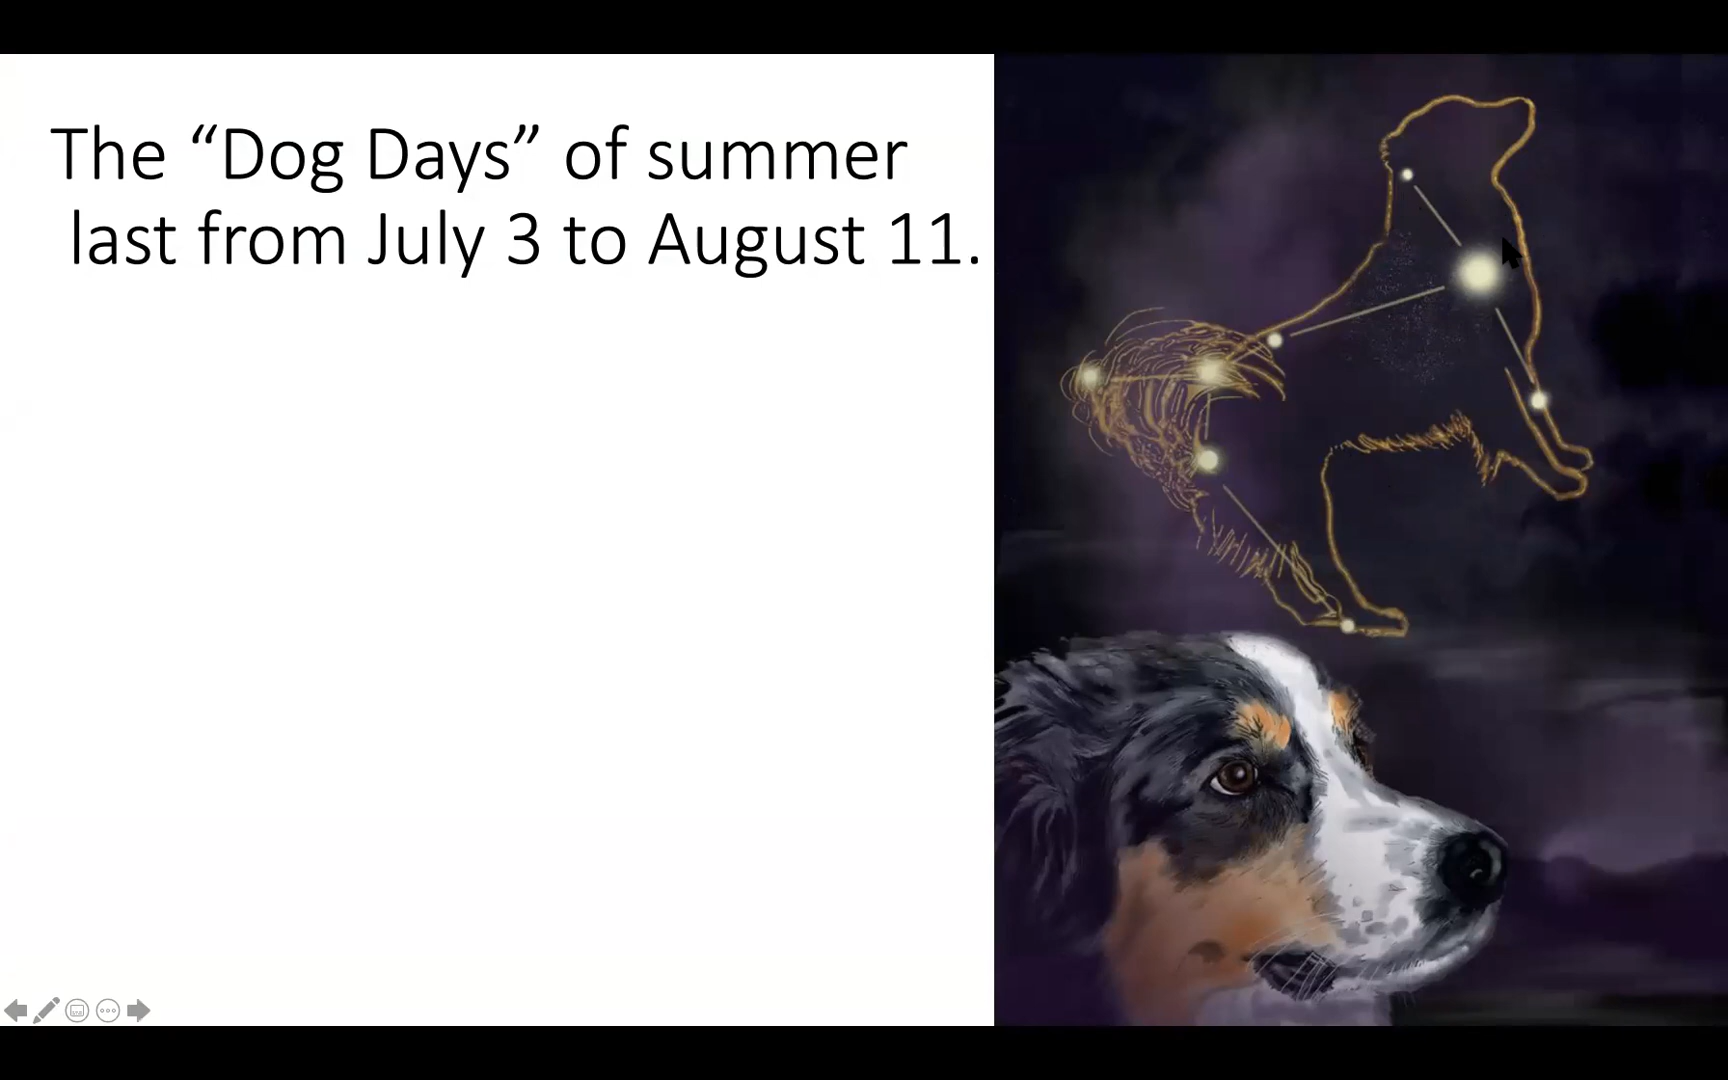 The “Dog Days” of summer
last from July 3 to August 11.